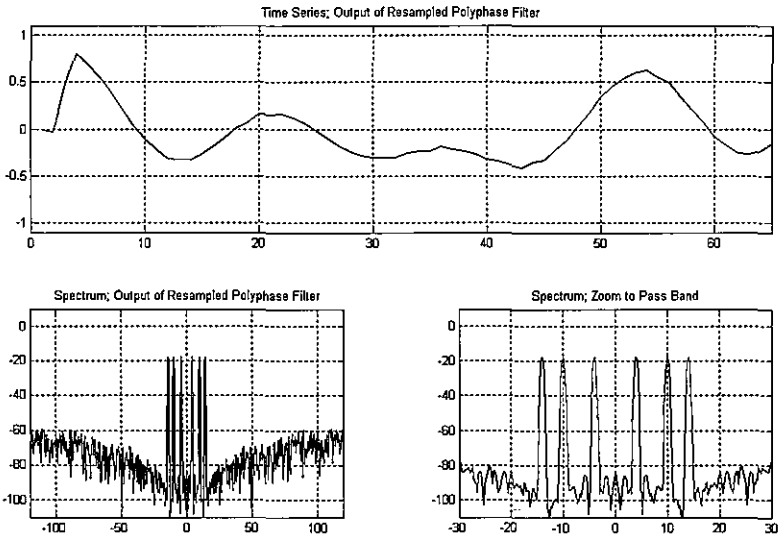 Time Series; Output of Resampled Polyphase Filter
1
0.5
0
-0.5
-1
0 10 20 30 40 50 60
Spectrum; Output of Resampled Polyphase Filter
0
-20
-40
-60
-80
-100
-100 -50 0 50 100
Spectrum; Zoom to Pass Band
0
-20
-40
-60
-80
-100
-30 -20 -10 0 10 20 30